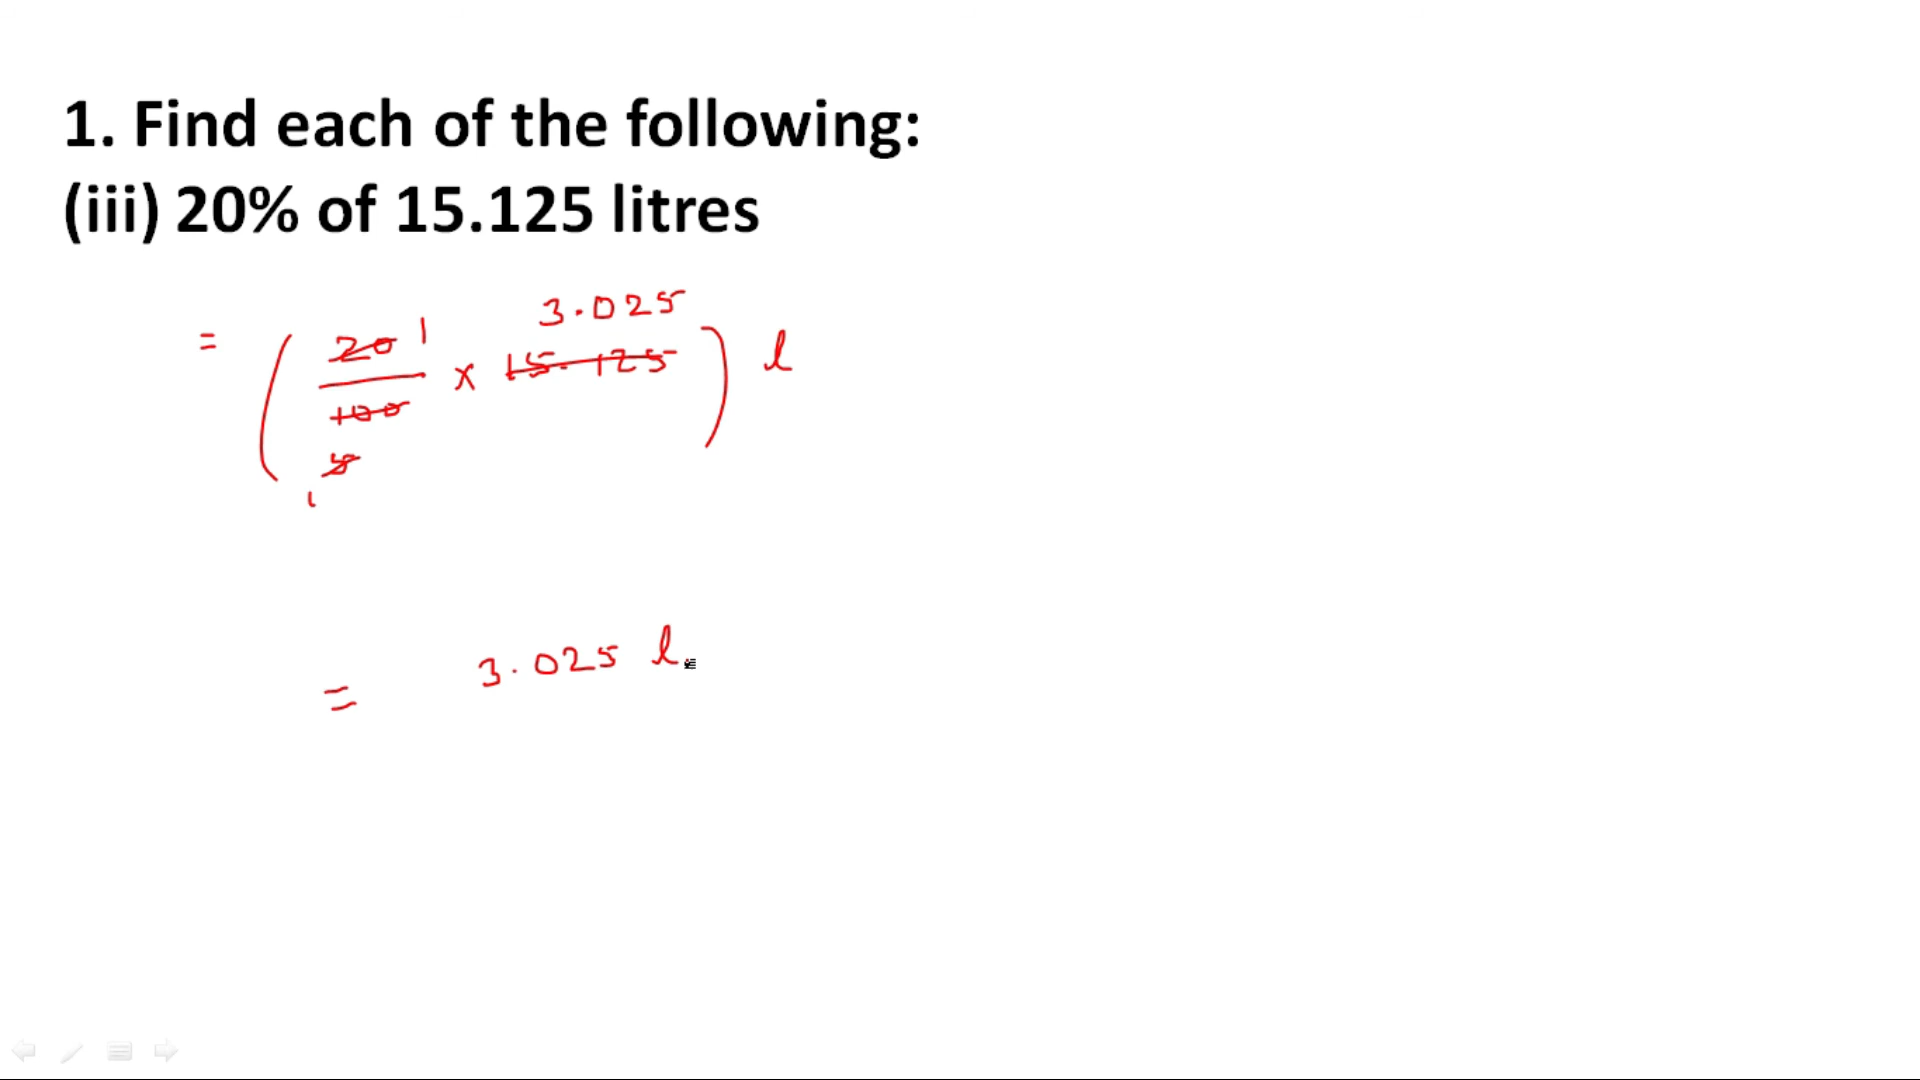 1. Find each of the following:
(iii) 20% of 15.125 litres
3.025
= ( 20 1 × 15.125 ) l
100
5
1
= 3.025 l.